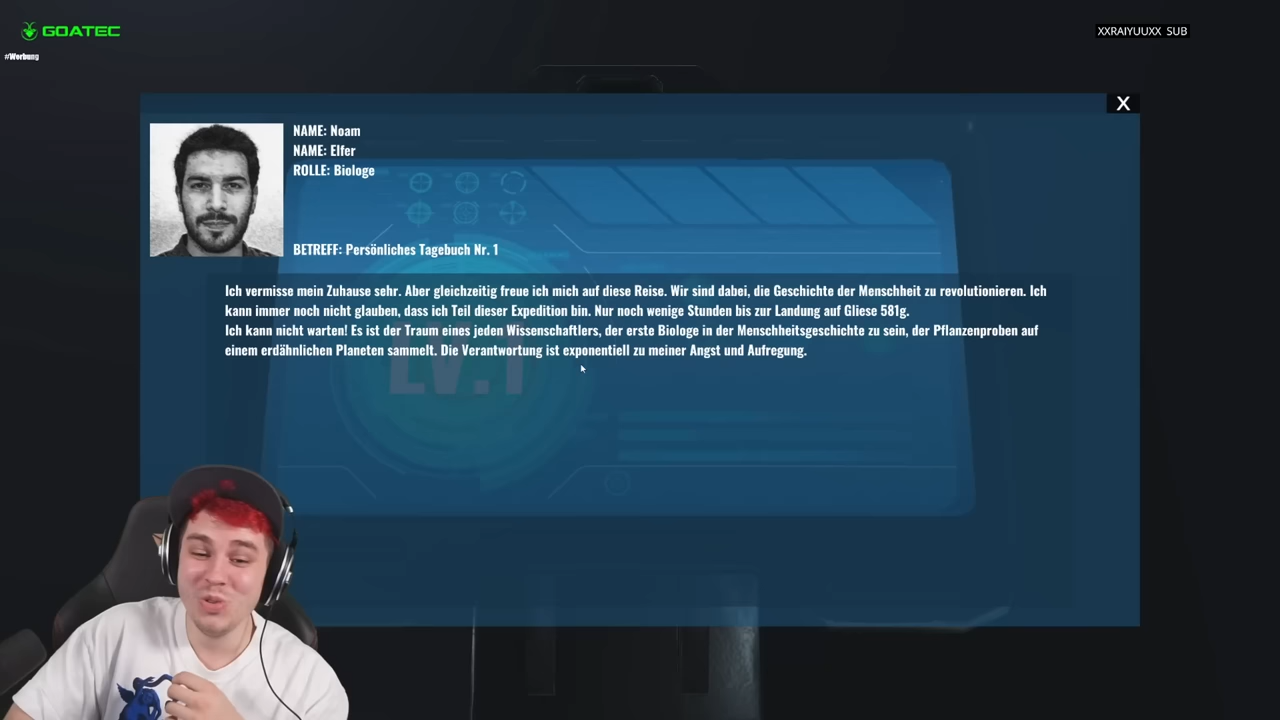 GOATEC
#Werbung
XXRAIYUUXX SUB
X
NAME: Noam
NAME: Elfer
ROLLE: Biologe
BETREFF: Persönliches Tagebuch Nr. 1
Ich vermisse mein Zuhause sehr. Aber gleichzeitig freue ich mich auf diese Reise. Wir sind dabei, die Geschichte der Menschheit zu revolutionieren. Ich
kann immer noch nicht glauben, dass ich Teil dieser Expedition bin. Nur noch wenige Stunden bis zur Landung auf Gliese 581g.
Ich kann nicht warten! Es ist der Traum eines jeden Wissenschaftlers, der erste Biologe in der Menschheitsgeschichte zu sein, der Pflanzenproben auf
einem erdähnlichen Planeten sammelt. Die Verantwortung ist exponentiell zu meiner Angst und Aufregung.
LV.1